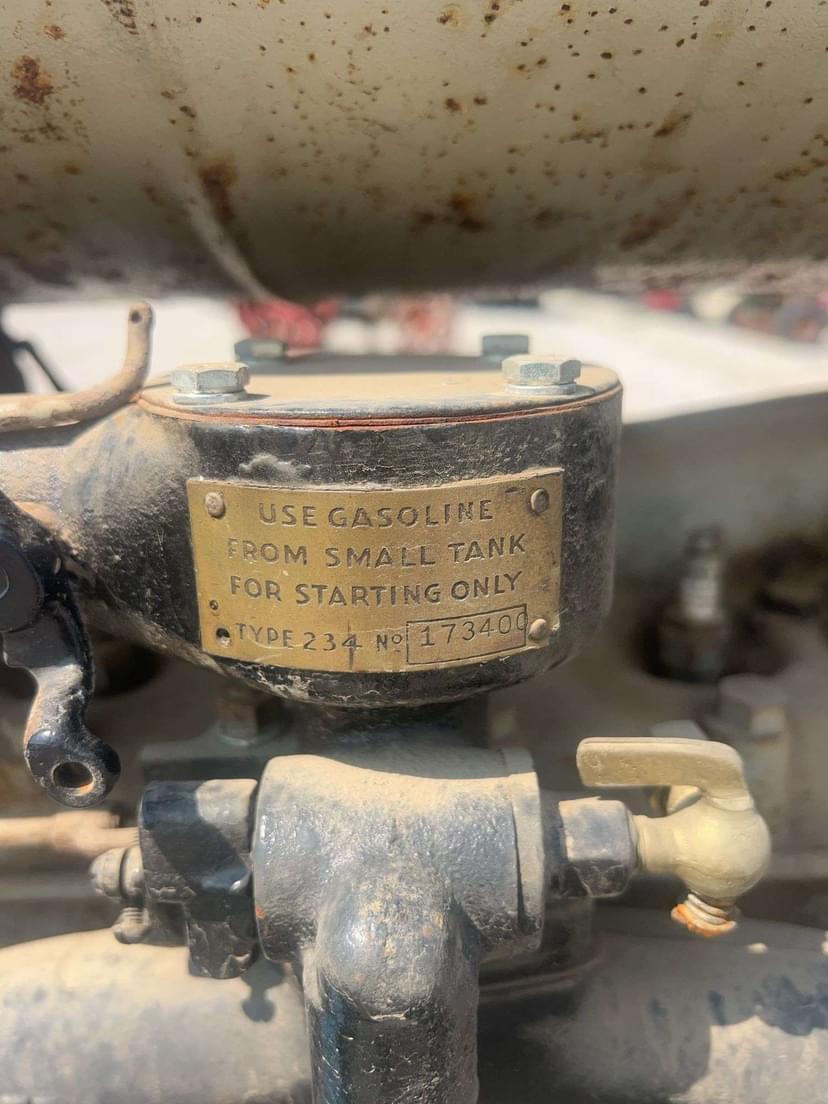 USE GASOLINE
FROM SMALL TANK
FOR STARTING ONLY
TYPE 234 Nº 173400